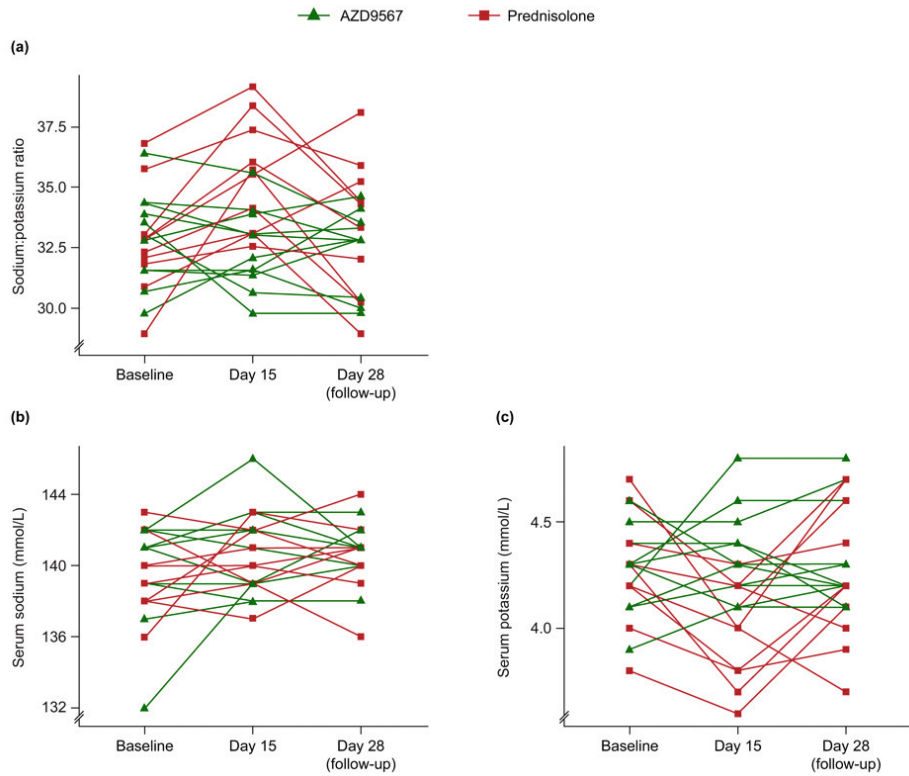 AZD9567 Prednisolone
(a)
Sodium:potassium ratio
37.5
35.0
32.5
30.0
Baseline Day 15 Day 28
(follow-up)
(b) (c)
Serum sodium (mmol/L)
144
140
136
132
Baseline Day 15 Day 28
(follow-up)
Serum potassium (mmol/L)
4.5
4.0
Baseline Day 15 Day 28
(follow-up)